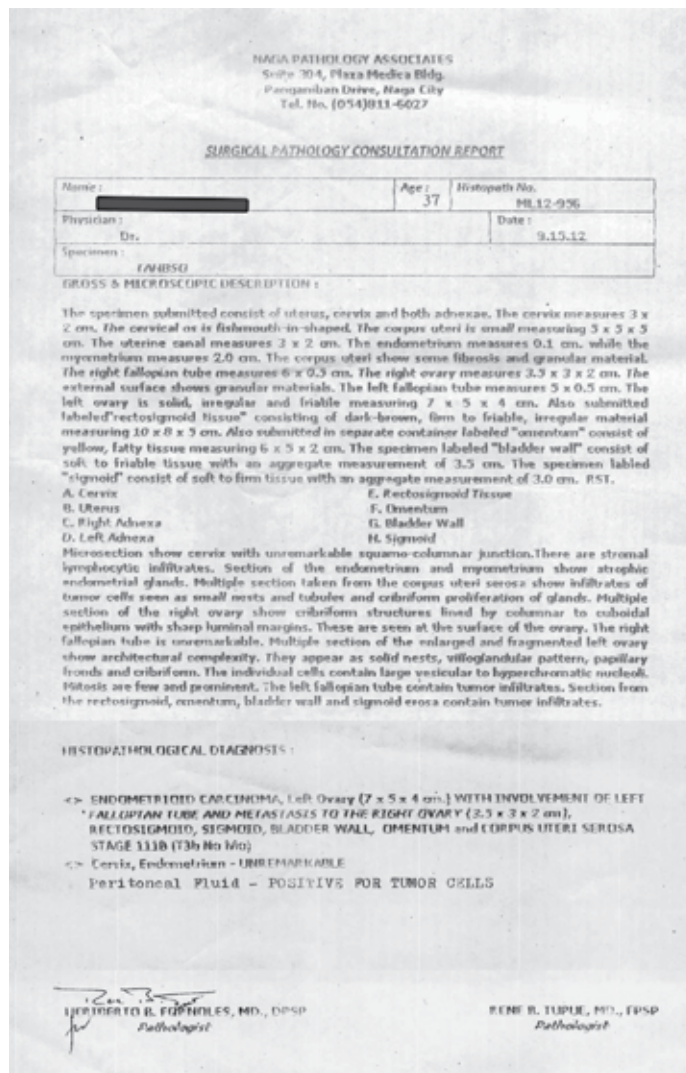 NAGA PATHOLOGY ASSOCIATES
Suite 304, Plaza Medica Bldg.
Panganiban Drive, Naga City
Tel. No. (054)811-6027
SURGICAL PATHOLOGY CONSULTATION REPORT
Name : Age : 37 Histopath No. ML12-956
Physician : Dr. Date : 9.15.12
Specimen : TAHBSO
GROSS & MICROSCOPIC DESCRIPTION :
The specimen submitted consist of uterus, cervix and both adnexae. The cervix measures 3 x
2 cm. The cervical os is fishmouth-in-shaped. The corpus uteri is small measuring 5 x 5 x 5
cm. The uterine canal measures 3 x 2 cm. The endometrium measures 0.1 cm. while the
myometrium measures 2.0 cm. The corpus uteri show some fibrosis and granular material.
The right fallopian tube measures 6 x 0.5 cm. The right ovary measures 3.5 x 3 x 2 cm. The
external surface shows granular materials. The left fallopian tube measures 5 x 0.5 cm. The
left ovary is solid, irregular and friable measuring 7 x 5 x 4 cm. Also submitted
labeled"rectosigmoid tissue" consisting of dark-brown, firm to friable, irregular material
measuring 10 x 8 x 5 cm. Also submitted in separate container labeled "omentum" consist of
yellow, fatty tissue measuring 6 x 5 x 2 cm. The specimen labeled "bladder wall" consist of
soft to friable tissue with an aggregate measurement of 3.5 cm. The specimen labled
"sigmoid" consist of soft to firm tissue with an aggregate measurement of 3.0 cm. RST.
A. Cervix E. Rectosigmoid Tissue
B. Uterus F. Omentum
C. Right Adnexa G. Bladder Wall
D. Left Adnexa H. Sigmoid
Microsection show cervix with unremarkable squamo-columnar junction.There are stromal
lymphocytic infiltrates. Section of the endometrium and myometrium show atrophic
endometrial glands. Multiple section taken from the corpus uteri serosa show infiltrates of
tumor cells seen as small nests and tubules and cribriform proliferation of glands. Multiple
section of the right ovary show cribriform structures lined by columnar to cuboidal
epithelium with sharp luminal margins. These are seen at the surface of the ovary. The right
fallopian tube is unremarkable. Multiple section of the enlarged and fragmented left ovary
show architectural complexity. They appear as solid nests, villoglandular pattern, papillary
fronds and cribriform. The individual cells contain large vesicular to hyperchromatic nucleoli.
Mitosis are few and prominent. The left fallopian tube contain tumor infiltrates. Section from
the rectosigmoid, omentum, bladder wall and sigmoid erosa contain tumor infiltrates.
HISTOPATHOLOGICAL DIAGNOSIS :
<> ENDOMETRIOID CARCINOMA, Left Ovary (7 x 5 x 4 cm.) WITH INVOLVEMENT OF LEFT
FALLOPIAN TUBE AND METASTASIS TO THE RIGHT OVARY (3.5 x 3 x 2 cm),
RECTOSIGMOID, SIGMOID, BLADDER WALL, OMENTUM and CORPUS UTERI SEROSA
STAGE 111B (T3b No Mo)
<> Cervix, Endometrium - UNREMARKABLE
Peritoneal Fluid - POSITIVE FOR TUMOR CELLS
B. MD., DPSP RENE B. MD., FPSP
Pathologist Pathologist